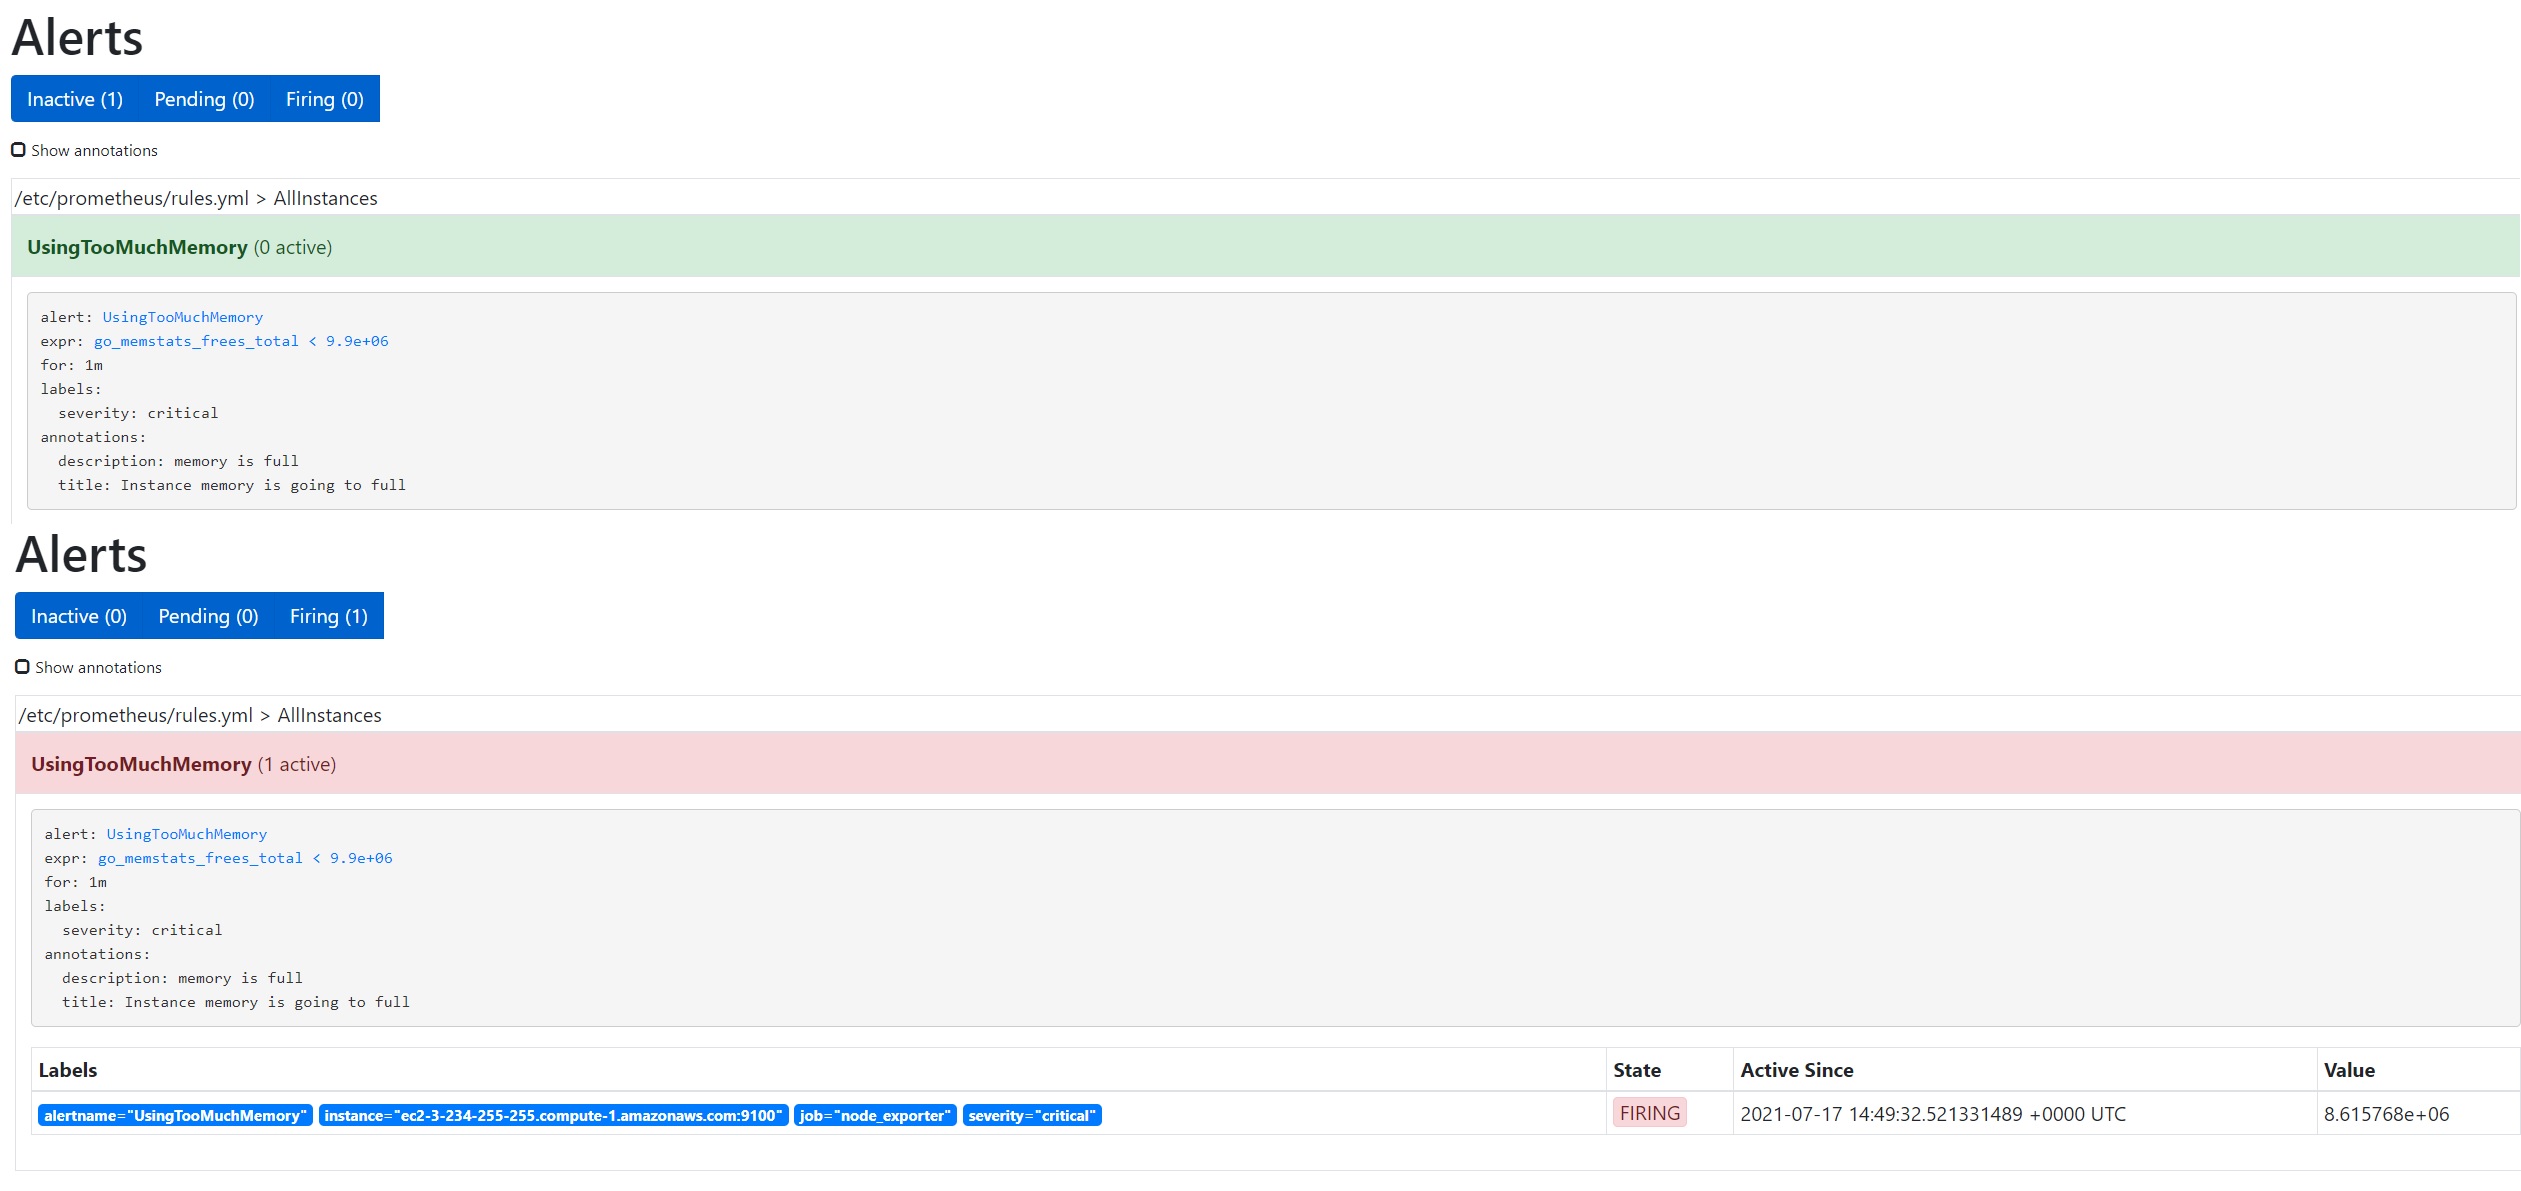 Alerts
Inactive (1) Pending (0) Firing (0)
Show annotations
/etc/prometheus/rules.yml > AllInstances
UsingTooMuchMemory (0 active)
alert: UsingTooMuchMemory
expr: go_memstats_frees_total < 9.9e+06
for: 1m
labels:
  severity: critical
annotations:
  description: memory is full
  title: Instance memory is going to full
Alerts
Inactive (0) Pending (0) Firing (1)
Show annotations
/etc/prometheus/rules.yml > AllInstances
UsingTooMuchMemory (1 active)
alert: UsingTooMuchMemory
expr: go_memstats_frees_total < 9.9e+06
for: 1m
labels:
  severity: critical
annotations:
  description: memory is full
  title: Instance memory is going to full
Labels State Active Since Value
alertname="UsingTooMuchMemory" instance="ec2-3-234-255-255.compute-1.amazonaws.com:9100" job="node_exporter" severity="critical" FIRING 2021-07-17 14:49:32.521331489 +0000 UTC 8.615768e+06